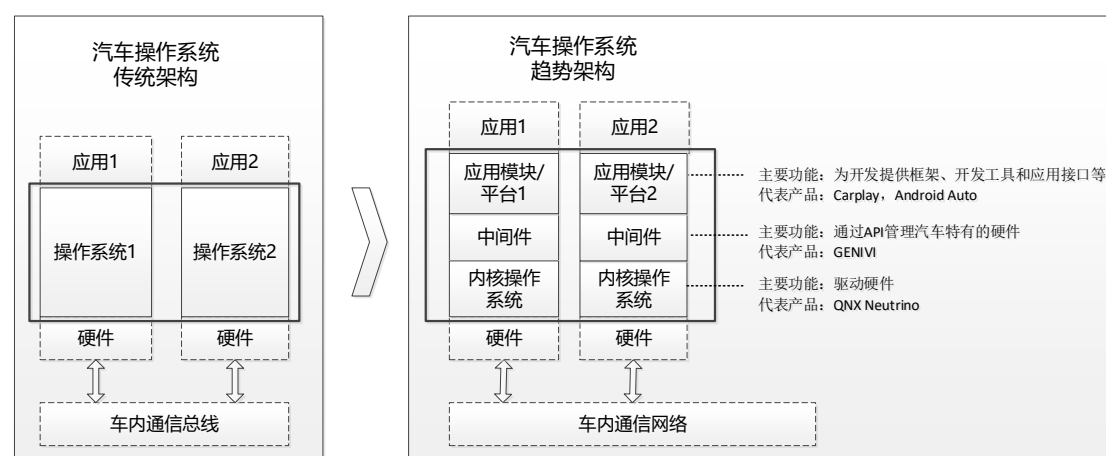 汽车操作系统
传统架构
应用1
应用2
操作系统1
操作系统2
硬件
硬件
车内通信总线
汽车操作系统
趋势架构
应用1
应用2
应用模块/
平台1
应用模块/
平台2
中间件
中间件
内核操作
系统
内核操作
系统
硬件
硬件
车内通信网络
主要功能：为开发提供框架、开发工具和应用接口等
代表产品：Carplay，Android Auto
主要功能：通过API管理汽车特有的硬件
代表产品：GENIVI
主要功能：驱动硬件
代表产品：QNX Neutrino